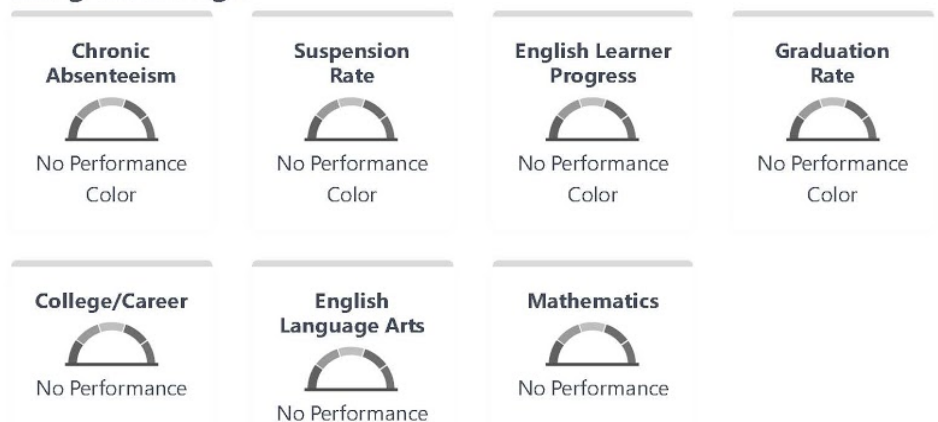 Chronic
Absenteeism
No Performance
Color
Suspension
Rate
No Performance
Color
English Learner
Progress
No Performance
Color
Graduation
Rate
No Performance
Color
College/Career
No Performance
English
Language Arts
No Performance
Mathematics
No Performance